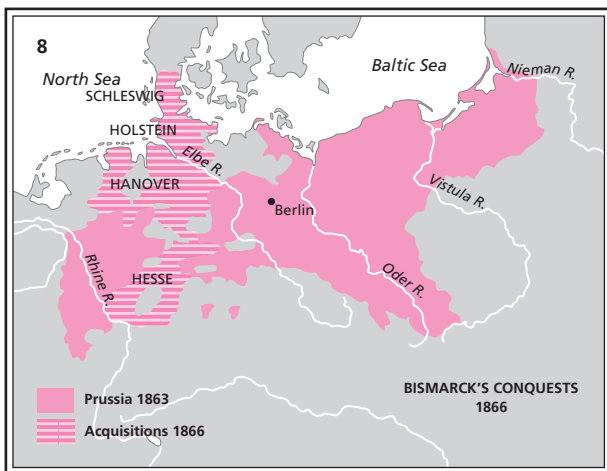 8
North Sea
Baltic Sea
Nieman R.
SCHLESWIG
HOLSTEIN
Elbe R.
HANOVER
Vistula R.
Berlin
Rhine R.
HESSE
Oder R.
Prussia 1863
Acquisitions 1866
BISMARCK'S CONQUESTS
1866